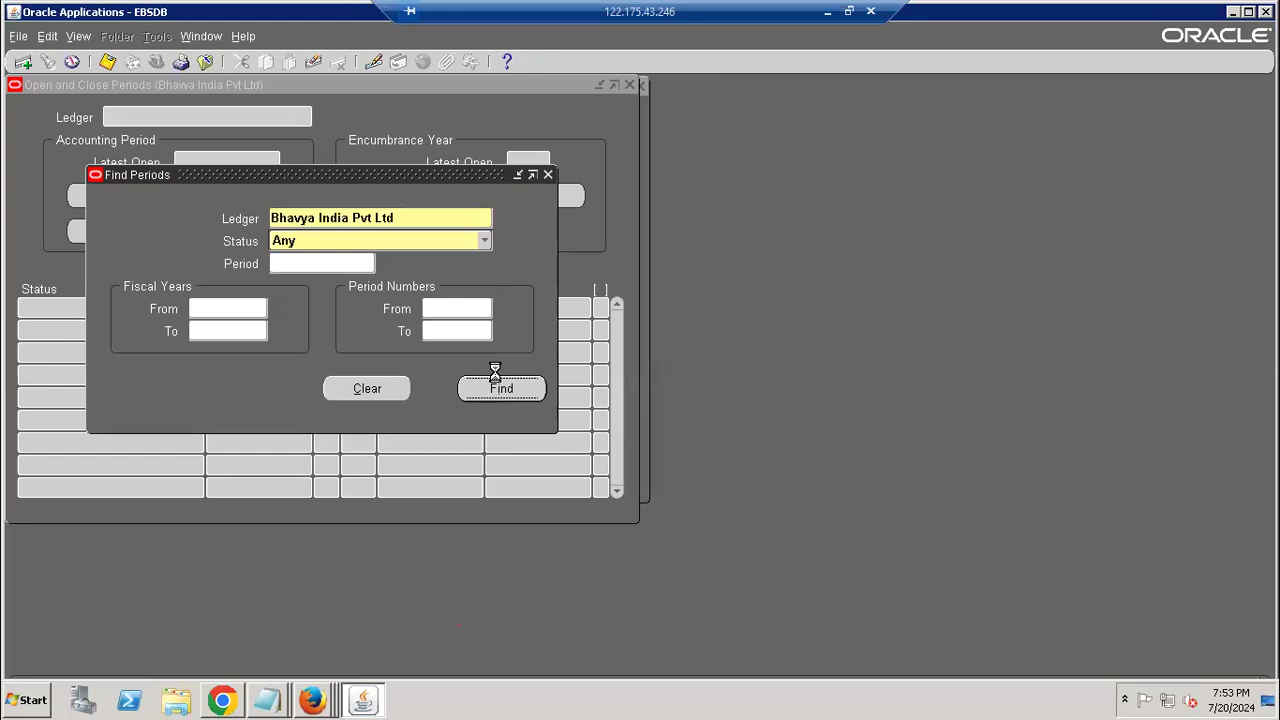 Oracle Applications - EBSDB
122.175.43.246
File Edit View Folder Tools Window Help
ORACLE
Open and Close Periods (Bhavya India Pvt Ltd)
Ledger
Accounting Period
Encumbrance Year
Latest Open
Latest Open
Find Periods
Ledger Bhavya India Pvt Ltd
Status Any
Period
Fiscal Years
Period Numbers
Status
[ ]
From
From
To
To
Clear
Find
Start
7:53 PM
7/20/2024